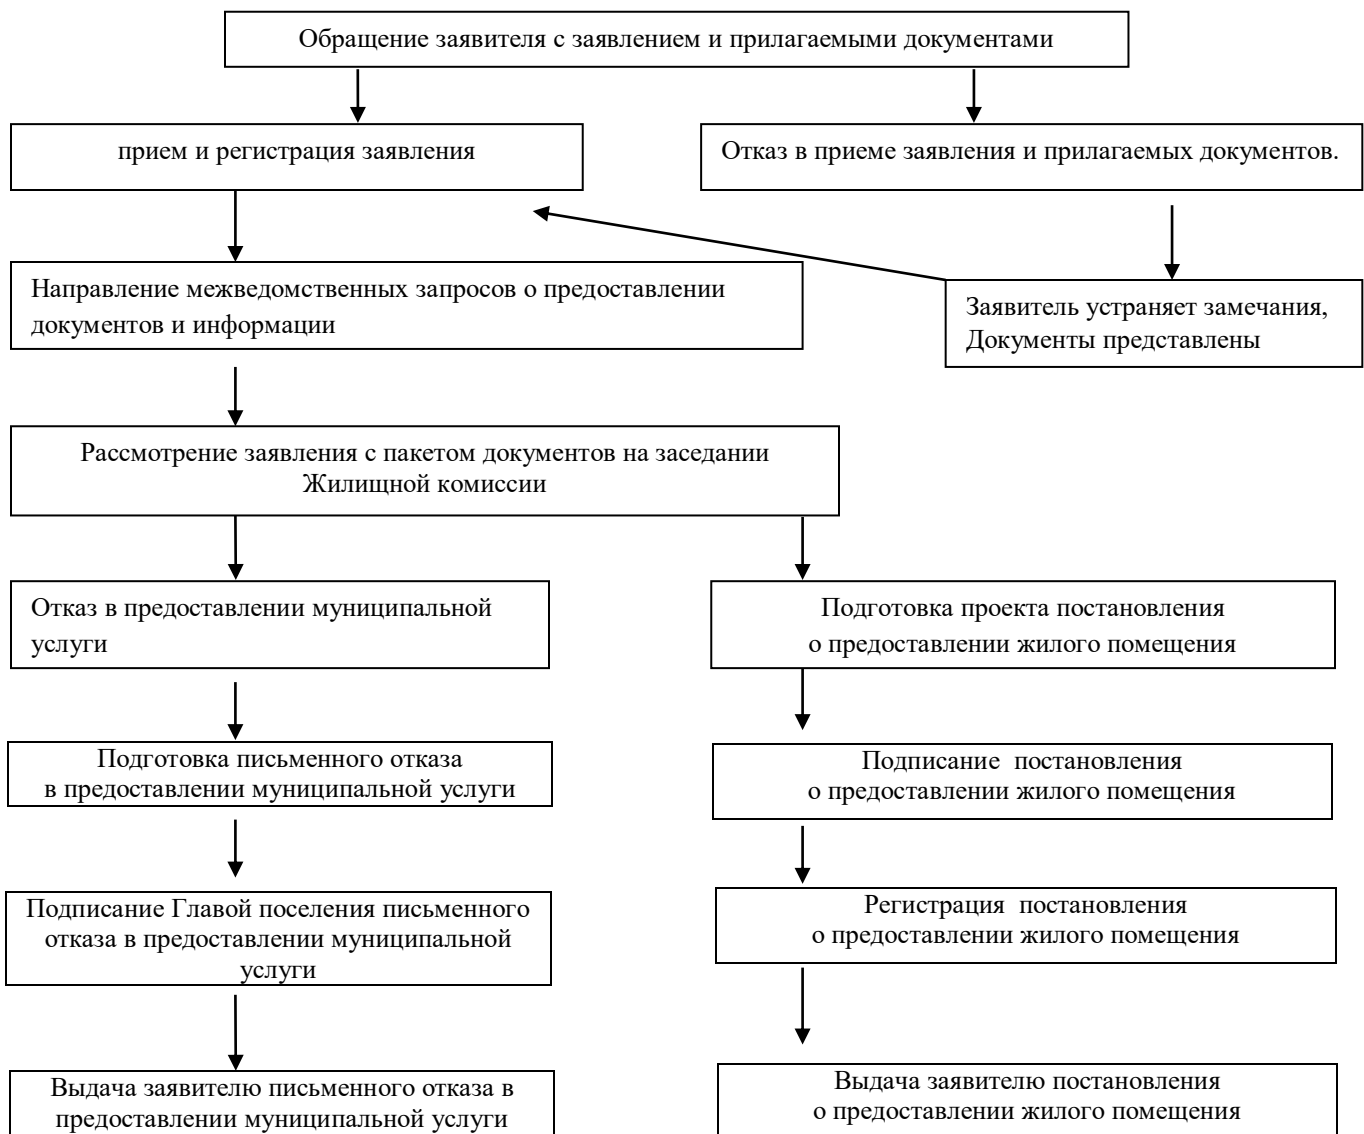 Обращение заявителя с заявлением и прилагаемыми документами
прием и регистрация заявления
Отказ в приеме заявления и прилагаемых документов.
Направление межведомственных запросов о предоставлении
документов и информации
Заявитель устраняет замечания,
Документы представлены
Рассмотрение заявления с пакетом документов на заседании
Жилищной комиссии
Отказ в предоставлении муниципальной
услуги
Подготовка проекта постановления
о предоставлении жилого помещения
Подготовка письменного отказа
в предоставлении муниципальной услуги
Подписание постановления
о предоставлении жилого помещения
Подписание Главой поселения письменного
отказа в предоставлении муниципальной
услуги
Регистрация постановления
о предоставлении жилого помещения
Выдача заявителю письменного отказа в
предоставлении муниципальной услуги
Выдача заявителю постановления
о предоставлении жилого помещения